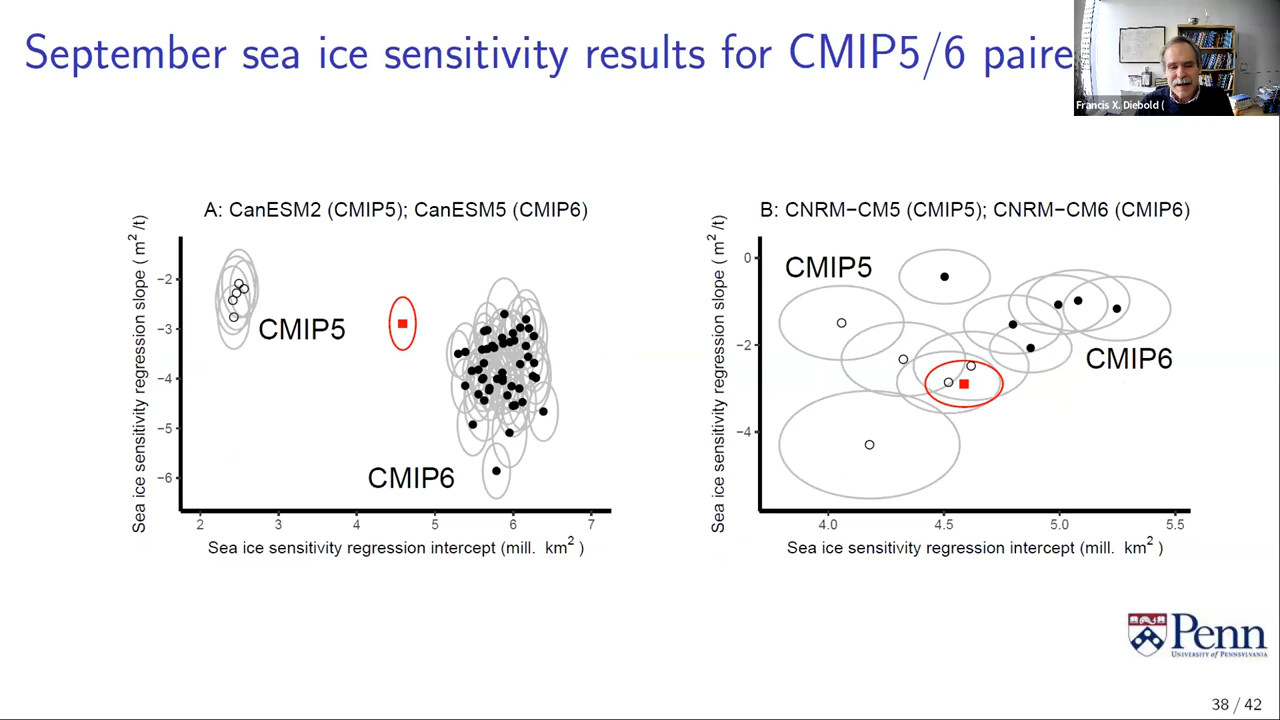 September sea ice sensitivity results for CMIP5/6 paire
Francis X. Diebold (
A: CanESM2 (CMIP5); CanESM5 (CMIP6)
Sea ice sensitivity regression slope ( m² /t)
−2
−3
−4
−5
−6
CMIP5
CMIP6
2 3 4 5 6 7
Sea ice sensitivity regression intercept (mill. km² )
B: CNRM−CM5 (CMIP5); CNRM−CM6 (CMIP6)
Sea ice sensitivity regression slope ( m² /t)
0
−2
−4
CMIP5
CMIP6
4.0 4.5 5.0 5.5
Sea ice sensitivity regression intercept (mill. km² )
Penn
UNIVERSITY of PENNSYLVANIA
38 / 42